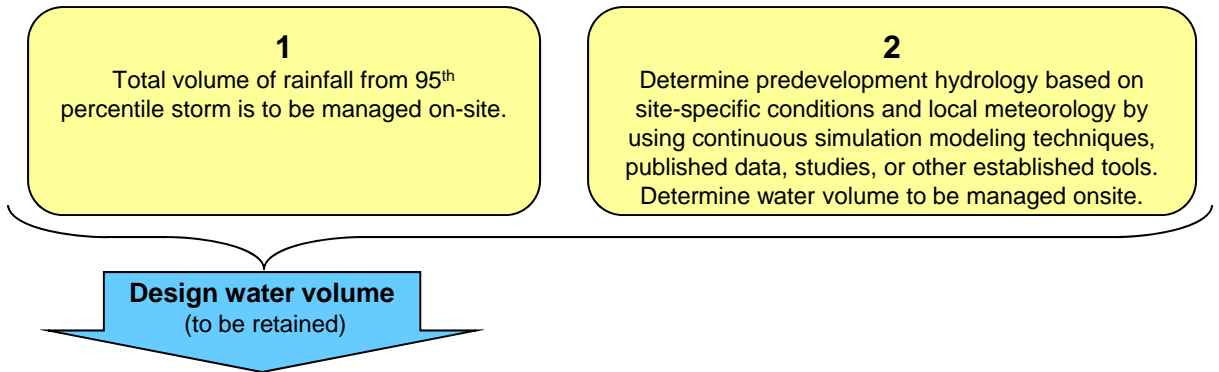 1
Total volume of rainfall from 95th
percentile storm is to be managed on-site.
2
Determine predevelopment hydrology based on
site-specific conditions and local meteorology by
using continuous simulation modeling techniques,
published data, studies, or other established tools.
Determine water volume to be managed onsite.
Design water volume
(to be retained)